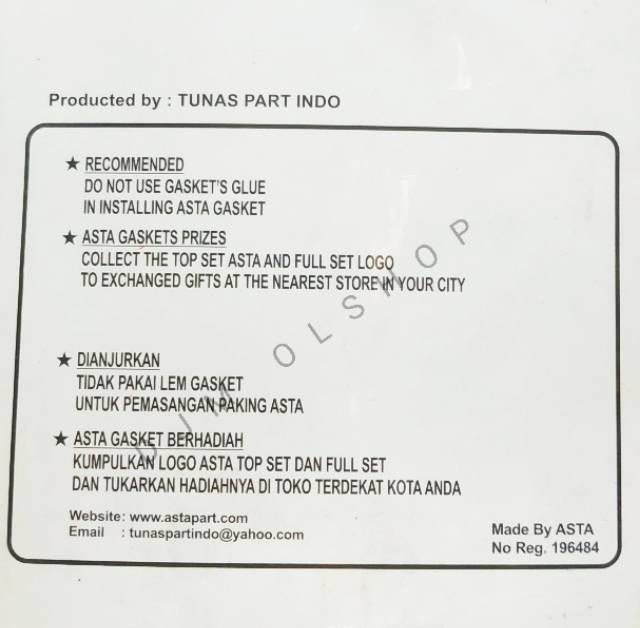 Producted by : TUNAS PART INDO
★ RECOMMENDED
DO NOT USE GASKET'S GLUE
IN INSTALLING ASTA GASKET
★ ASTA GASKETS PRIZES
COLLECT THE TOP SET ASTA AND FULL SET LOGO
TO EXCHANGED GIFTS AT THE NEAREST STORE IN YOUR CITY
★ DIANJURKAN
TIDAK PAKAI LEM GASKET
UNTUK PEMASANGAN PAKING ASTA
★ ASTA GASKET BERHADIAH
KUMPULKAN LOGO ASTA TOP SET DAN FULL SET
DAN TUKARKAN HADIAHNYA DI TOKO TERDEKAT KOTA ANDA
Website: www.astapart.com
Email : tunaspartindo@yahoo.com
Made By ASTA
No Reg. 196484
OLSHOP